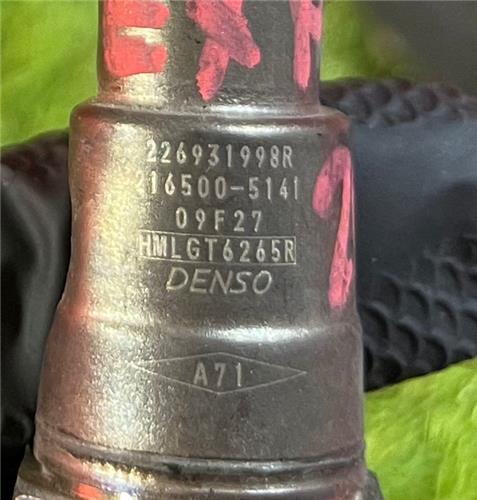 226931998R
216500-5141
09F27
HMLGT6265R
DENSO
A71